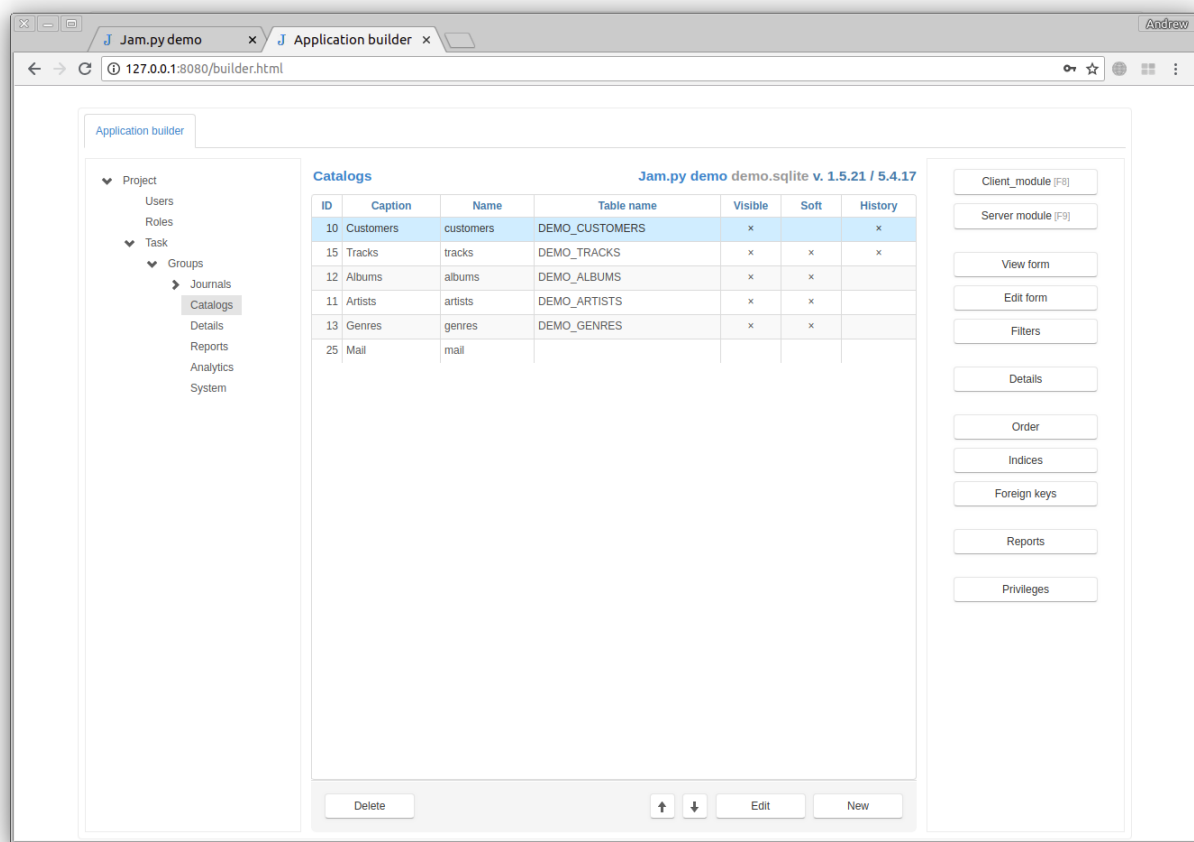 Andrew
J Jam.py demo × J Application builder ×
127.0.0.1:8080/builder.html
Application builder
Project
Users
Roles
Task
Groups
Journals
Catalogs
Details
Reports
Analytics
System
Catalogs Jam.py demo demo.sqlite v. 1.5.21 / 5.4.17
ID Caption Name Table name Visible Soft History
10 Customers customers DEMO_CUSTOMERS × ×
15 Tracks tracks DEMO_TRACKS × × ×
12 Albums albums DEMO_ALBUMS × ×
11 Artists artists DEMO_ARTISTS × ×
13 Genres genres DEMO_GENRES × ×
25 Mail mail
Delete Edit New
Client_module [F8]
Server module [F9]
View form
Edit form
Filters
Details
Order
Indices
Foreign keys
Reports
Privileges